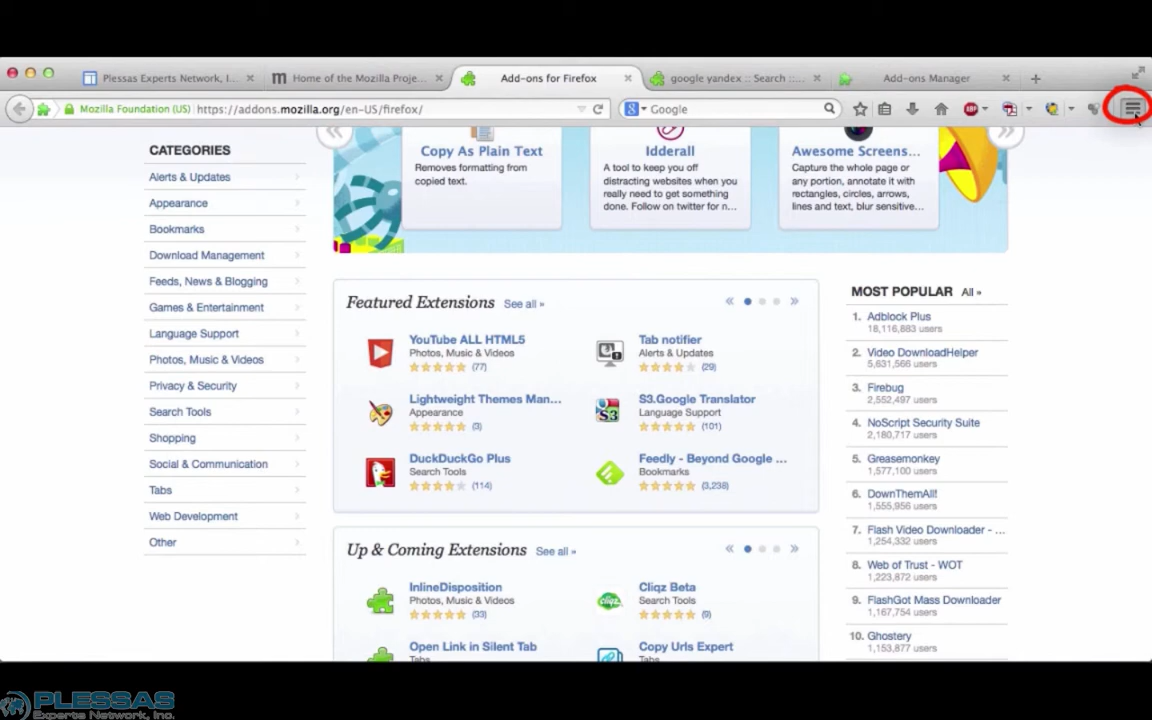 Plessas Experts Network, I...
Home of the Mozilla Proje...
Add-ons for Firefox
google yandex :: Search ::...
Add-ons Manager
Mozilla Foundation (US)
https://addons.mozilla.org/en-US/firefox/
Google
ABP
CATEGORIES
Alerts & Updates
Appearance
Bookmarks
Download Management
Feeds, News & Blogging
Games & Entertainment
Language Support
Photos, Music & Videos
Privacy & Security
Search Tools
Shopping
Social & Communication
Tabs
Web Development
Other
Copy As Plain Text
Removes formatting from
copied text.
Idderall
A tool to keep you off
distracting websites when you
really need to get something
done. Follow on twitter for n...
Awesome Screens...
Capture the whole page or
any portion, annotate it with
rectangles, circles, arrows,
lines and text, blur sensitive...
Featured Extensions See all »
YouTube ALL HTML5
Photos, Music & Videos
(77)
Tab notifier
Alerts & Updates
(29)
Lightweight Themes Man...
Appearance
(3)
S3.Google Translator
Language Support
(101)
DuckDuckGo Plus
Search Tools
(114)
Feedly - Beyond Google ...
Bookmarks
(3,238)
Up & Coming Extensions See all »
InlineDisposition
Photos, Music & Videos
(33)
Cliqz Beta
Search Tools
(9)
Open Link in Silent Tab
Tabs
Copy Urls Expert
Tabs
MOST POPULAR All »
1. Adblock Plus
18,116,883 users
2. Video DownloadHelper
5,631,566 users
3. Firebug
2,552,497 users
4. NoScript Security Suite
2,180,717 users
5. Greasemonkey
1,577,100 users
6. DownThemAll!
1,555,956 users
7. Flash Video Downloader - ...
1,254,332 users
8. Web of Trust - WOT
1,223,872 users
9. FlashGot Mass Downloader
1,167,754 users
10. Ghostery
1,153,877 users
PLESSAS
Experts Network, Inc.